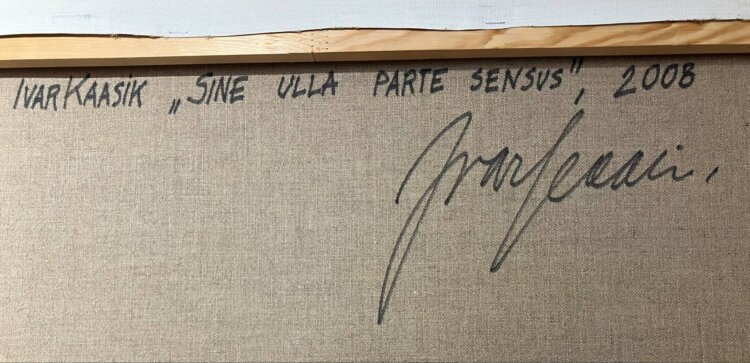 IVAR KAASIK „SINE ULLA PARTE SENSUS", 2008